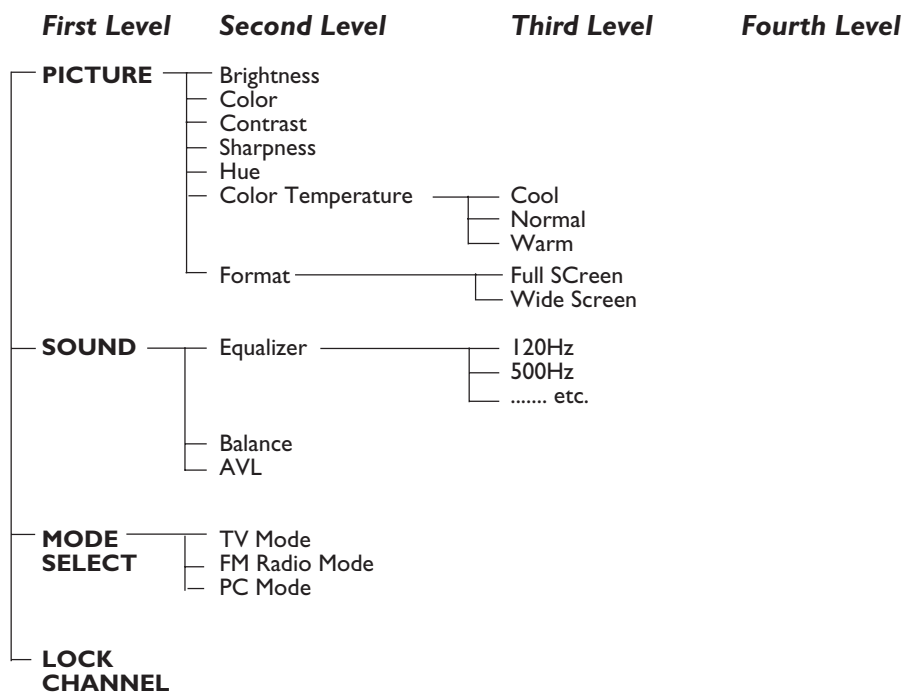 First Level Second Level Third Level Fourth Level
PICTURE Brightness
Color
Contrast
Sharpness
Hue
Color Temperature Cool
Normal
Warm
Format Full SCreen
Wide Screen
SOUND Equalizer 120Hz
500Hz
....... etc.
Balance
AVL
MODE TV Mode
SELECT FM Radio Mode
PC Mode
LOCK
CHANNEL